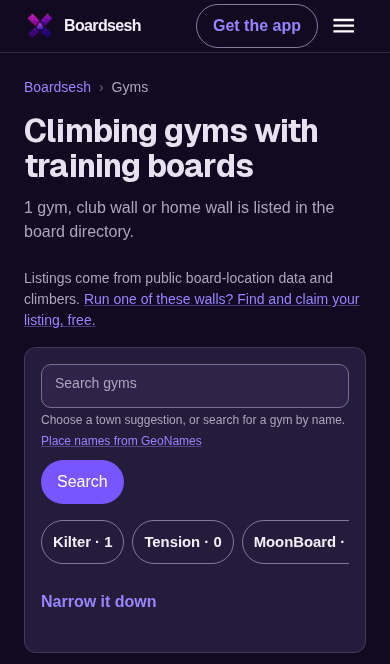 Boardsesh
Get the app
Boardsesh › Gyms
Climbing gyms with
training boards
1 gym, club wall or home wall is listed in the
board directory.
Listings come from public board-location data and
climbers. Run one of these walls? Find and claim your
listing, free.
Search gyms
Choose a town suggestion, or search for a gym by name.
Place names from GeoNames
Search
Kilter · 1
Tension · 0
MoonBoard ·
Narrow it down